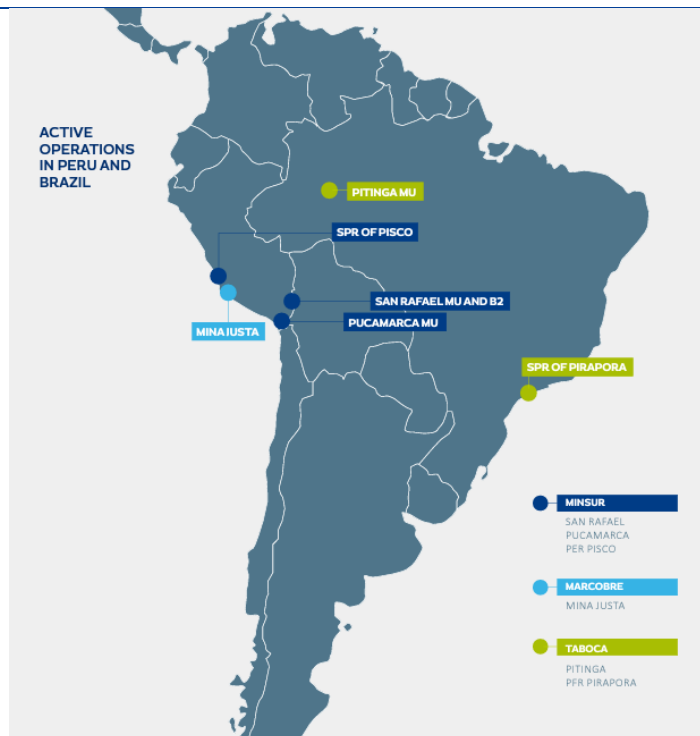 ACTIVE
OPERATIONS
IN PERU AND
BRAZIL
PITINGA MU
SPR OF PISCO
SAN RAFAEL MU AND B2
MINA JUSTA
PUCAMARCA MU
SPR OF PIRAPORA
MINSUR
SAN RAFAEL
PUCAMARCA
PER PISCO
MARCOBRE
MINA JUSTA
TABOCA
PITINGA
PFR PIRAPORA